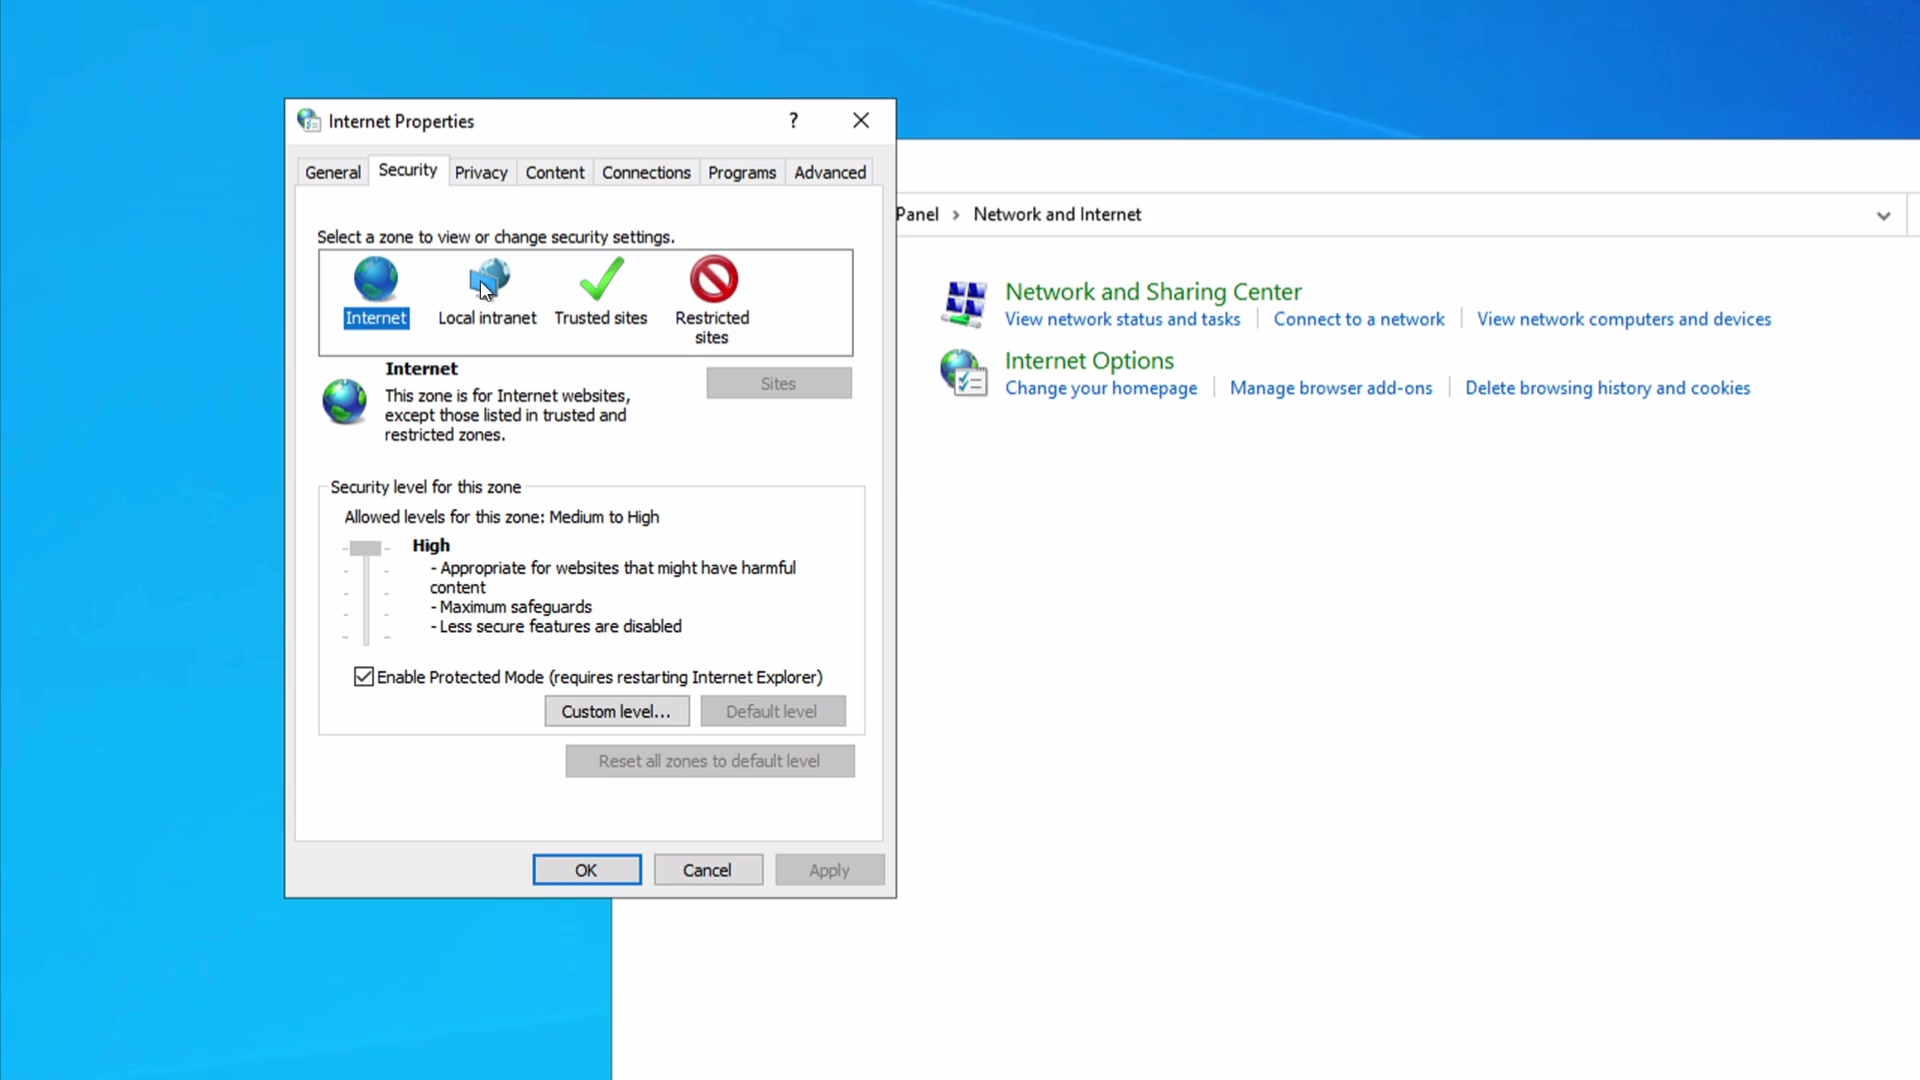 Internet Properties
?
General Security Privacy Content Connections Programs Advanced
Select a zone to view or change security settings.
Internet
Local intranet
Trusted sites
Restricted
sites
Internet
This zone is for Internet websites,
except those listed in trusted and
restricted zones.
Sites
Security level for this zone
Allowed levels for this zone: Medium to High
High
- Appropriate for websites that might have harmful
content
- Maximum safeguards
- Less secure features are disabled
Enable Protected Mode (requires restarting Internet Explorer)
Custom level...
Default level
Reset all zones to default level
OK
Cancel
Apply
Panel > Network and Internet
Network and Sharing Center
View network status and tasks
Connect to a network
View network computers and devices
Internet Options
Change your homepage
Manage browser add-ons
Delete browsing history and cookies